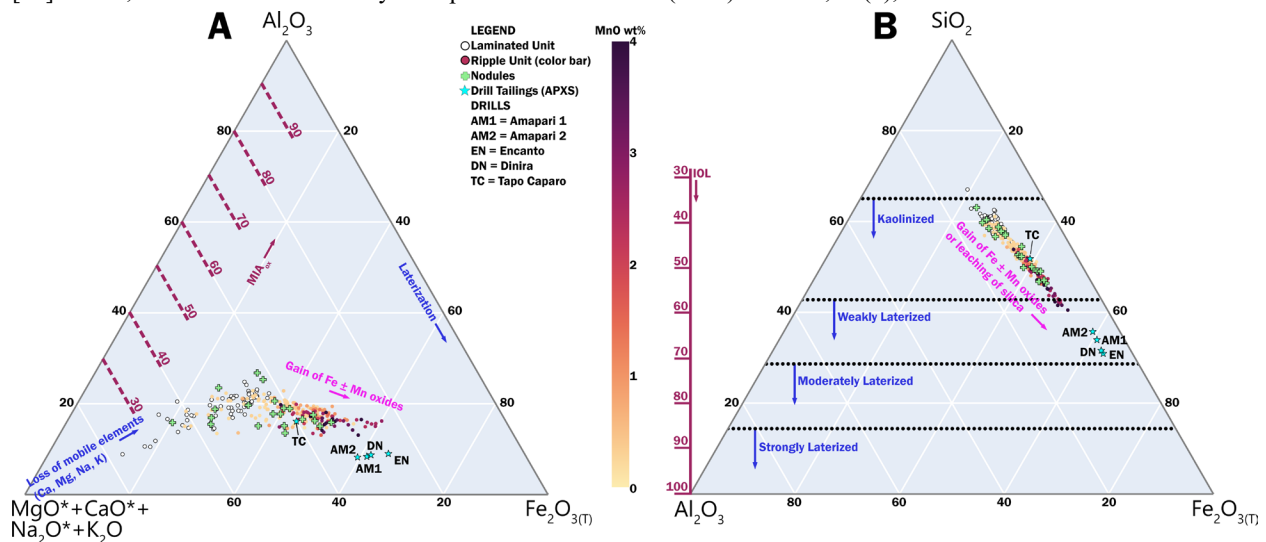 A
Al₂O₃
80
20
60
40
40
60
20
80
60
40
20
90
80
70
60
50
40
30
MIAox
Laterization
Gain of Fe ± Mn oxides
Loss of mobile elements
(Ca, Mg, Na, K)
TC
AM2
DN
AM1
EN
MgO*+CaO*+
Na₂O*+K₂O
Fe₂O₃(T)
LEGEND
Laminated Unit
Ripple Unit (color bar)
Nodules
Drill Tailings (APXS)
DRILLS
AM1 = Amapari 1
AM2 = Amapari 2
EN = Encanto
DN = Dinira
TC = Tapo Caparo
MnO wt%
4
3
2
1
0
B
SiO₂
80
20
60
40
40
60
20
80
80
60
40
20
IOL
30
40
50
60
70
80
90
100
Kaolinized
TC
Gain of Fe ± Mn oxides
or leaching of silica
Weakly Laterized
AM2
AM1
DN
EN
Moderately Laterized
Strongly Laterized
Al₂O₃
Fe₂O₃(T)